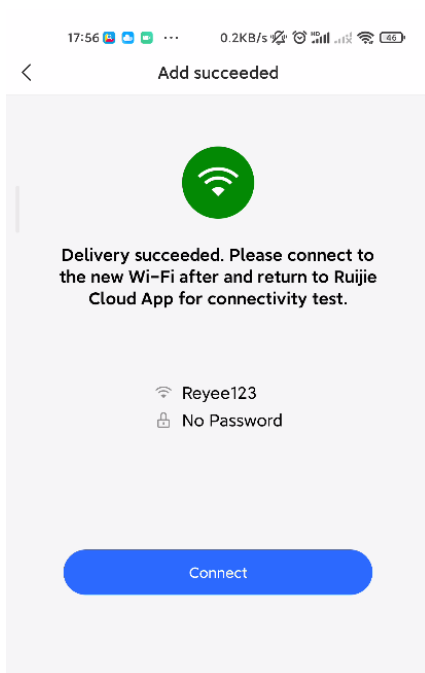 17:56 ... 0.2KB/s HD 46
Add succeeded
Delivery succeeded. Please connect to
the new Wi-Fi after and return to Ruijie
Cloud App for connectivity test.
Reyee123
No Password
Connect